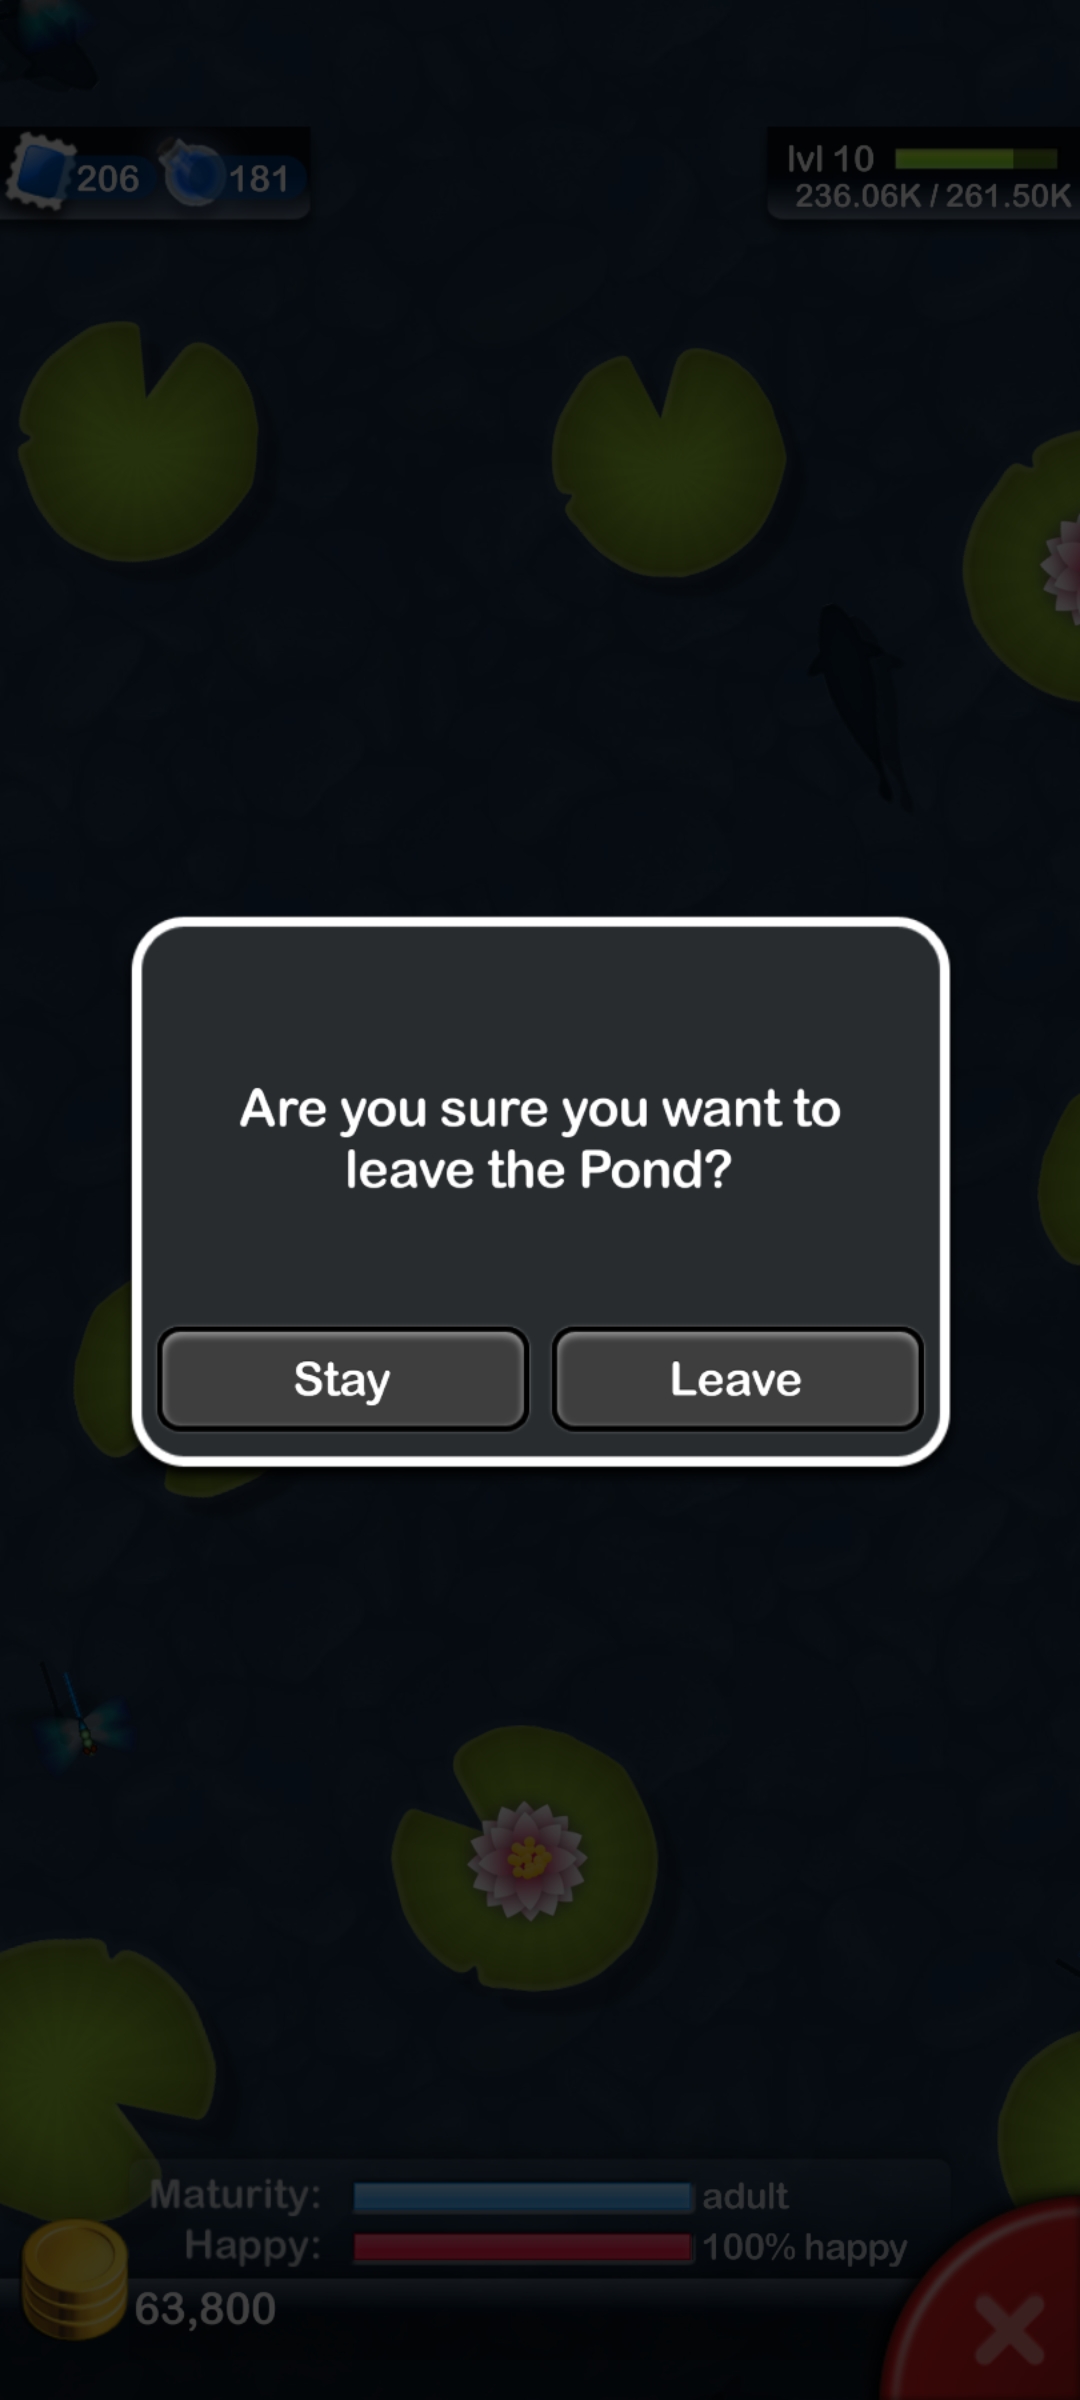 206 181
lvl 10
236.06K / 261.50K
Are you sure you want to
leave the Pond?
Stay Leave
Maturity: adult
Happy: 100% happy
63,800